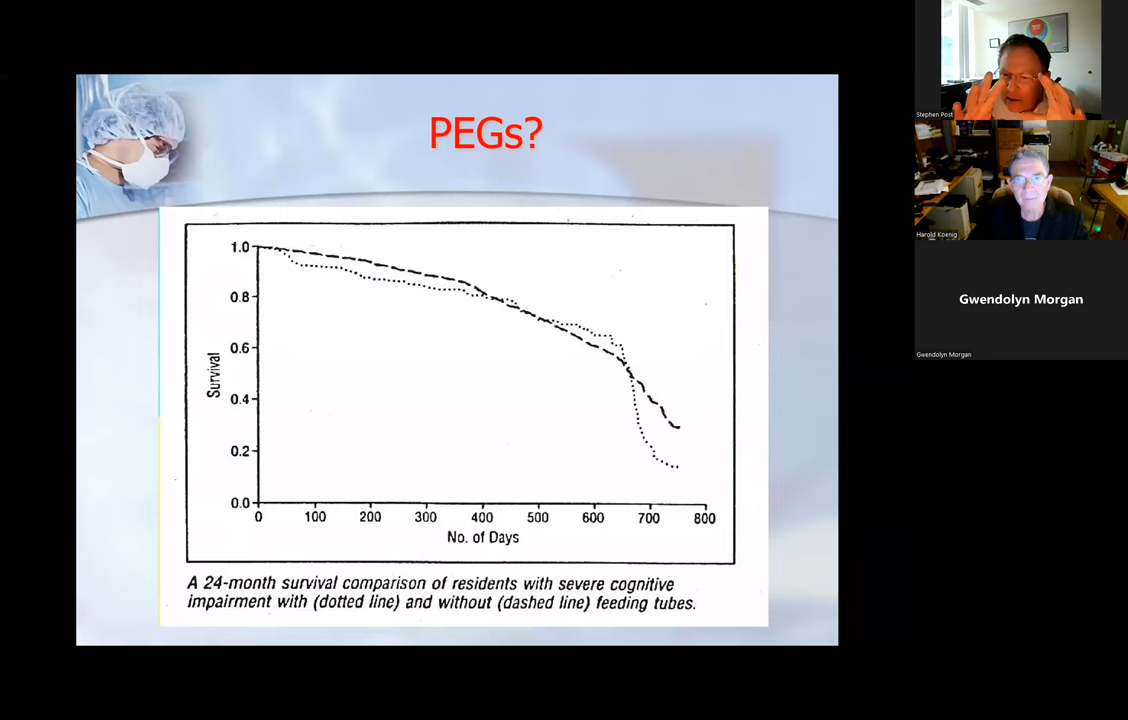 PEGs?
1.0
0.8
0.6
0.4
0.2
0.0
Survival
0 100 200 300 400 500 600 700 800
No. of Days
A 24-month survival comparison of residents with severe cognitive
impairment with (dotted line) and without (dashed line) feeding tubes.
Stephen Post
Harold Koenig
Gwendolyn Morgan
Gwendolyn Morgan